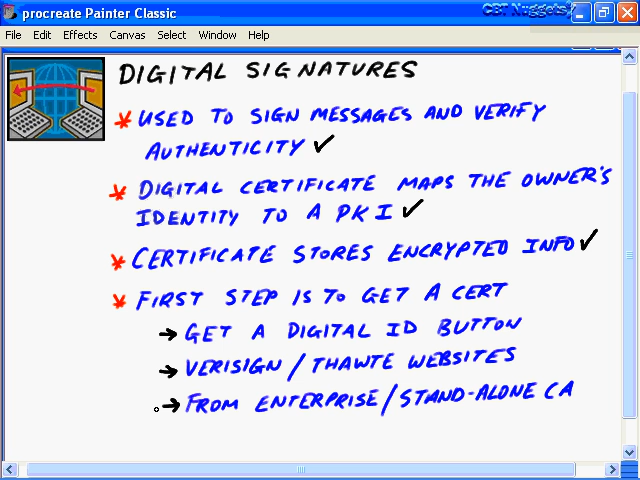 procreate Painter Classic
CBT Nuggets
File Edit Effects Canvas Select Window Help
DIGITAL SIGNATURES
* USED TO SIGN MESSAGES AND VERIFY
AUTHENTICITY ✓
* DIGITAL CERTIFICATE MAPS THE OWNER'S
IDENTITY TO A PKI ✓
* CERTIFICATE STORES ENCRYPTED INFO ✓
* FIRST STEP IS TO GET A CERT
→ GET A DIGITAL ID BUTTON
→ VERISIGN / THAWTE WEBSITES
→ FROM ENTERPRISE / STAND-ALONE CA